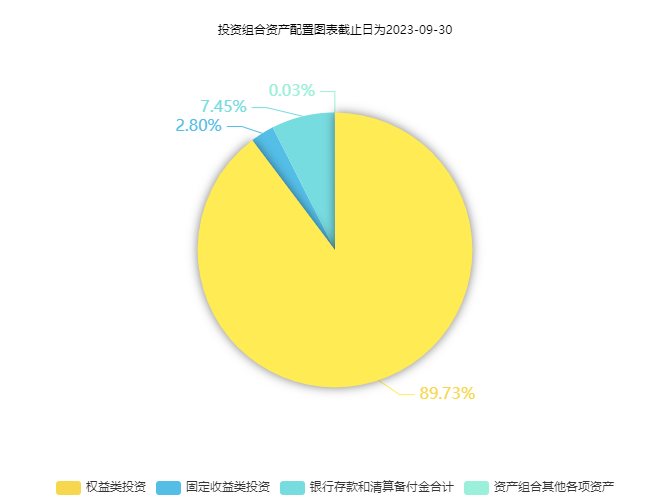 投资组合资产配置图表截止日为2023-09-30
0.03%
7.45%
2.80%
89.73%
权益类投资 固定收益类投资 银行存款和清算备付金合计 资产组合其他各项资产